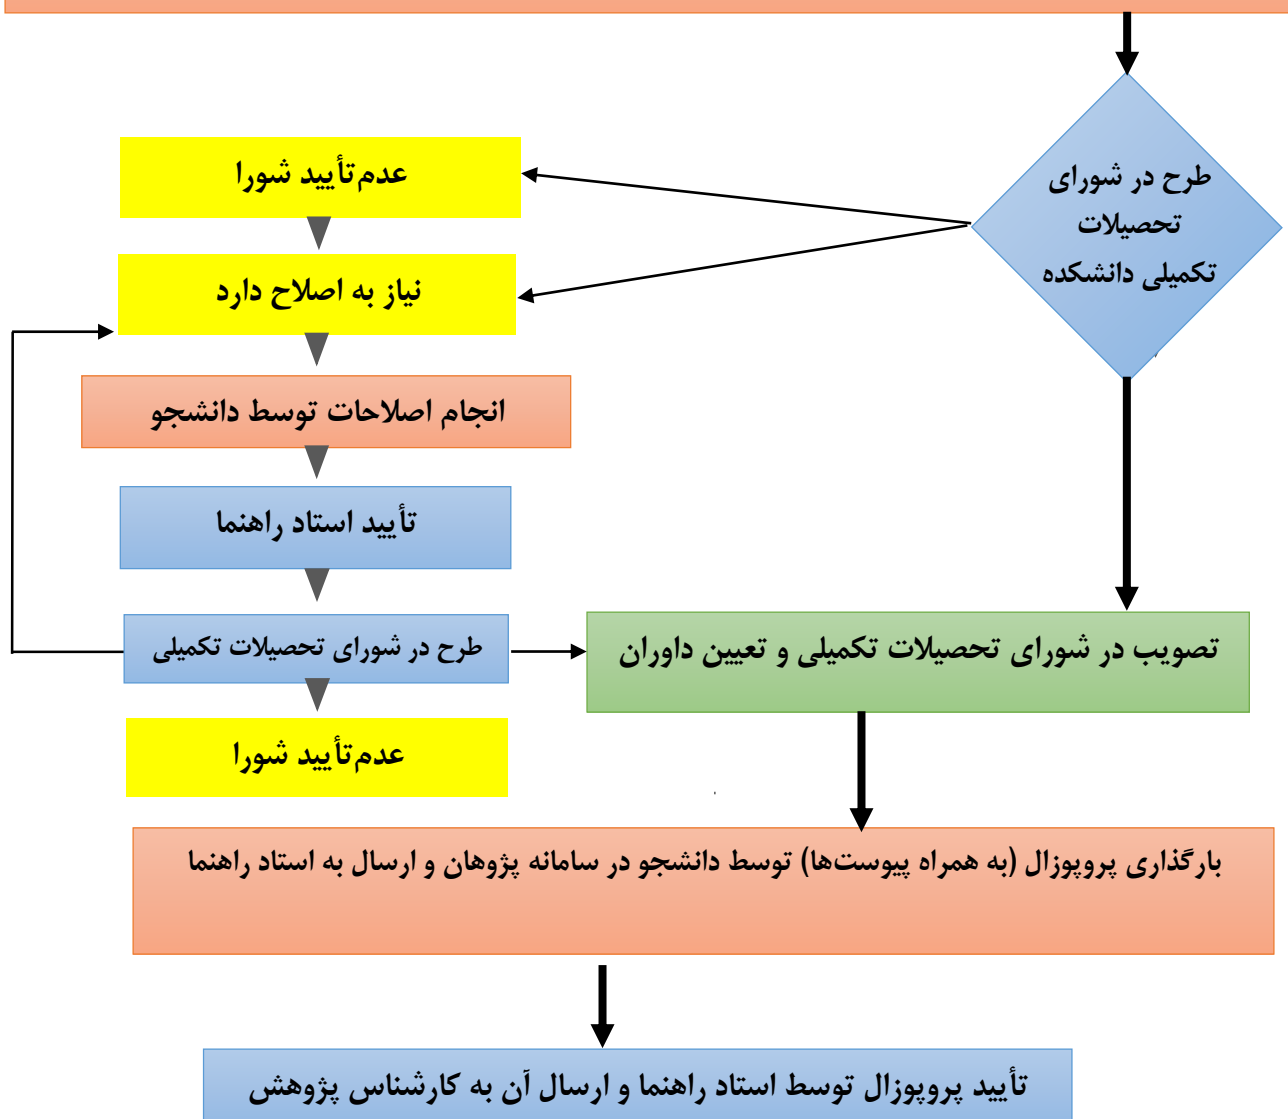 طرح در شورای
تحصیلات
تکمیلی دانشکده
عدم‌تأیید شورا
نیاز به اصلاح دارد
انجام اصلاحات توسط دانشجو
تأیید استاد راهنما
طرح در شورای تحصیلات تکمیلی
تصویب در شورای تحصیلات تکمیلی و تعیین داوران
عدم‌تأیید شورا
بارگذاری پروپوزال (به همراه پیوست‌ها) توسط دانشجو در سامانه پژوهان و ارسال به استاد راهنما
تأیید پروپوزال توسط استاد راهنما و ارسال آن به کارشناس پژوهش